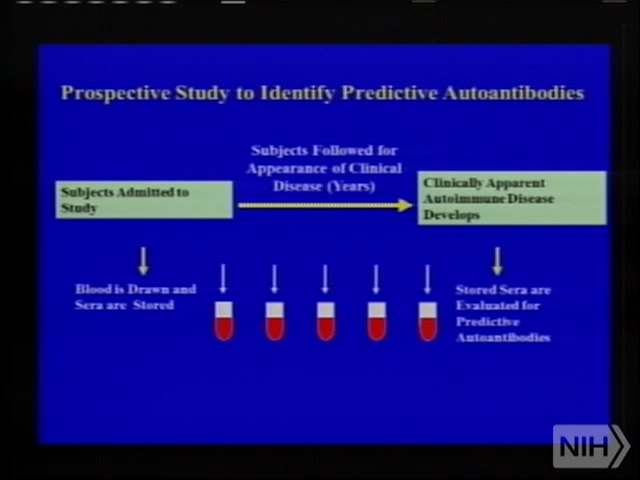 Prospective Study to Identify Predictive Autoantibodies
Subjects Followed for
Appearance of Clinical
Disease (Years)
Subjects Admitted to
Study
Clinically Apparent
Autoimmune Disease
Develops
Blood is Drawn and
Sera are Stored
Stored Sera are
Evaluated for
Predictive
Autoantibodies
NIH